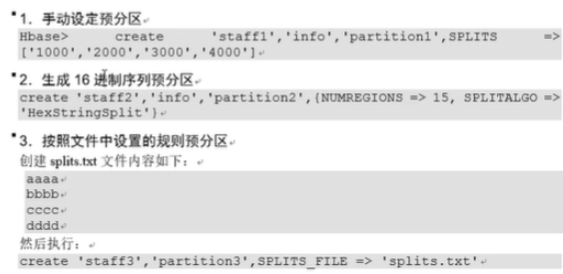 1. 手动设定预分区
Hbase> create 'staff1','info','partition1',SPLITS =>
['1000','2000','3000','4000']
2. 生成 16 进制序列预分区
create 'staff2','info','partition2',{NUMREGIONS => 15, SPLITALGO =>
'HexStringSplit'}
3. 按照文件中设置的规则预分区
创建 splits.txt 文件内容如下:
aaaa
bbbb
cccc
dddd
然后执行:
create 'staff3','partition3',SPLITS_FILE => 'splits.txt'